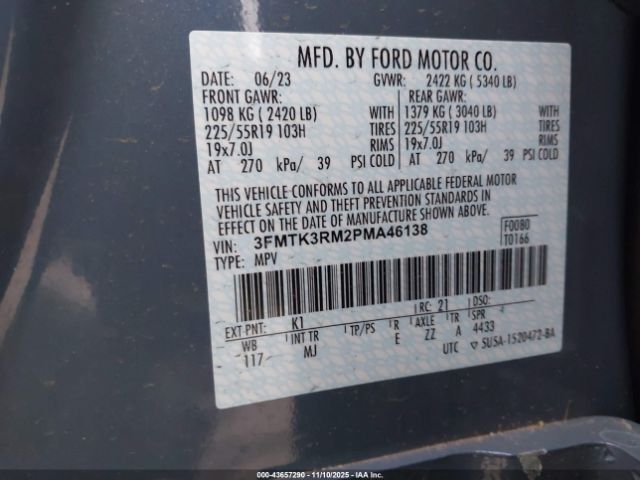 MFD. BY FORD MOTOR CO.
DATE: 06/23 GVWR: 2422 KG ( 5340 LB)
FRONT GAWR: REAR GAWR:
1098 KG ( 2420 LB) WITH 1379 KG ( 3040 LB) WITH
225/55R19 103H TIRES 225/55R19 103H TIRES
19x7.0J RIMS 19x7.0J RIMS
AT 270 kPa/ 39 PSI COLD AT 270 kPa/ 39 PSI COLD
THIS VEHICLE CONFORMS TO ALL APPLICABLE FEDERAL MOTOR
VEHICLE SAFETY AND THEFT PREVENTION STANDARDS IN
EFFECT ON THE DATE OF MANUFACTURE SHOWN ABOVE.
VIN: 3FMTK3RM2PMA46138 F0080
TYPE: MPV T0166
EXT PNT: K1 RC: 21 DSO:
WB INT TR TP/PS R AXLE TR SPR
117 MJ E ZZ A 4433
UTC ▽ 5U5A-1520472-BA
00-43657290 — 11/10/2025 — IAAI.COM